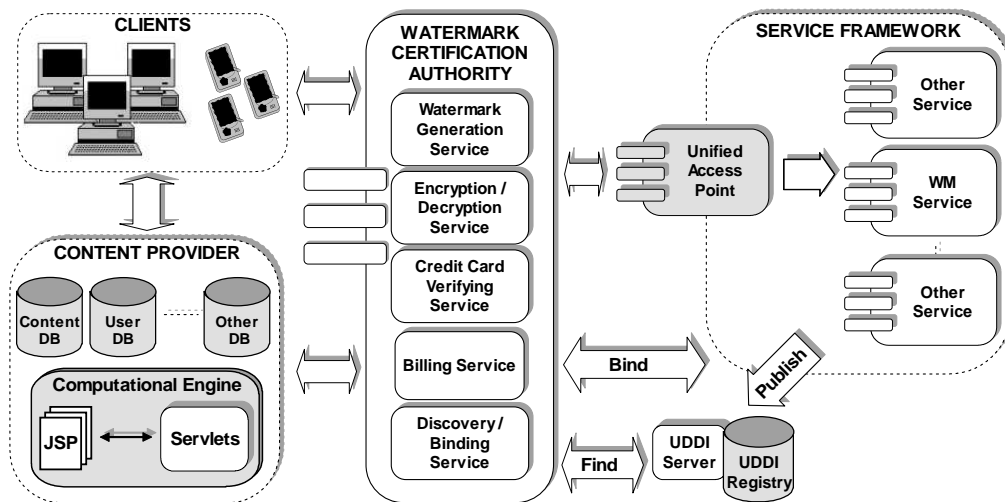 CLIENTS
CONTENT PROVIDER
Content
DB
User
DB
Other
DB
Computational Engine
JSP
Servlets
WATERMARK
CERTIFICATION
AUTHORITY
Watermark
Generation
Service
Encryption /
Decryption
Service
Credit Card
Verifying
Service
Billing Service
Discovery /
Binding
Service
Unified
Access
Point
SERVICE FRAMEWORK
Other
Service
WM
Service
Other
Service
Bind
Publish
Find
UDDI
Server
UDDI
Registry